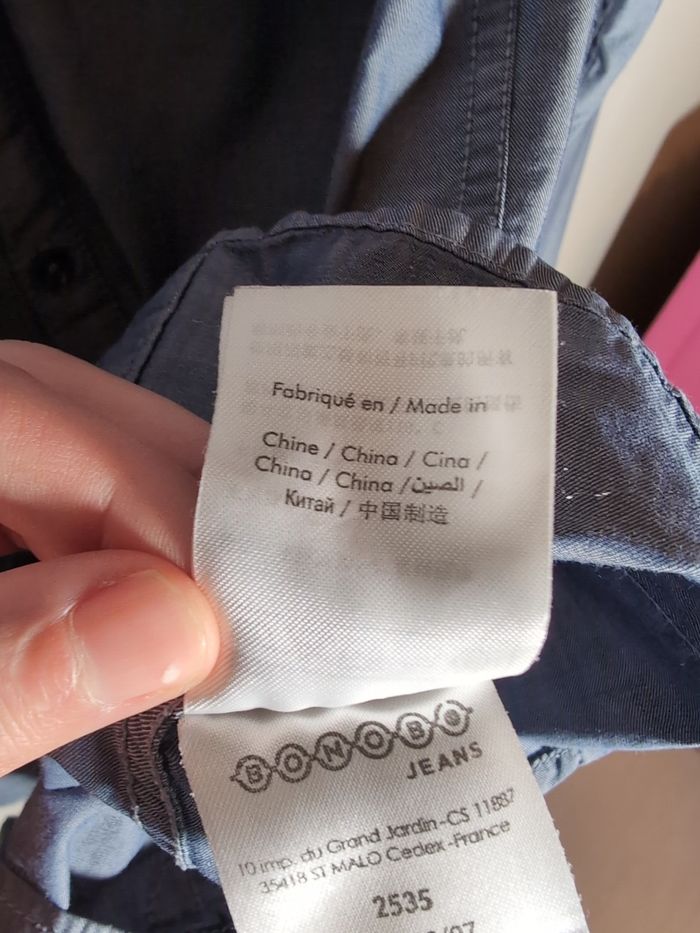 Fabriqué en / Made in
Chine / China / Cina /
China / China / الصين /
Китай / 中国制造
BONOBO
JEANS
10 imp. du Grand Jardin-CS 11887
35418 ST MALO Cedex-France
2535